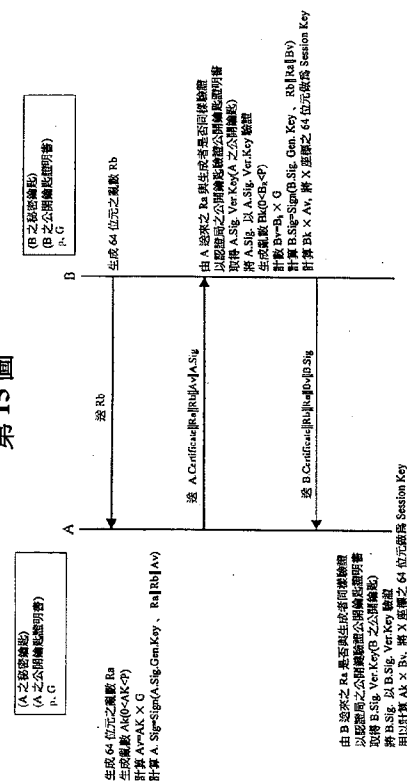 第 15 圖
(A 之秘密鑰匙)
(A 之公開鑰匙證明書)
p, G
(B 之秘密鑰匙)
(B 之公開鑰匙證明書)
p, G
A
B
生成 64 位元之亂數 Rb
送 Rb
生成 64 位元之亂數 Ra
生成亂數 Ak(0<AK<P)
計算 Av=AK × G
計算 A. Sig=Sign(A.Sig.Gen.Key、Ra‖Rb‖Av)
送 A.Certificate‖Ra‖Rb‖Av‖A.Sig
由 A 送來之 Ra 與生成者是否同樣驗證
以認證局之公開鑰匙驗證公開鑰匙證明書
取得 A.Sig. Ver Key(A 之公開鑰匙)
將 A.Sig. 以 A.Sig. Ver.Key 驗證
生成亂數 Bk(0<Bk<P)
計數 Bv=Bk × G
計算 B.Sig=Sign(B.Sig. Gen. Key、Rb‖Ra‖Bv)
計算 Bk × Av, 將 X 座標之 64 位元做為 Session Key
送 B.Certificate‖Rb‖Ra‖Bv‖B.Sig
由 B 送來之 Ra 是否與生成者同樣驗證
以認證局之公開鑰驗證公開鑰匙證明書
取得 B.Sig. Ver.Key(B 之公開鑰匙)
將 B.Sig. 以 B.Sig. Ver.Key 驗證
用以計算 Ak × Bv, 將 X 座標之 64 位元做為 Session Key